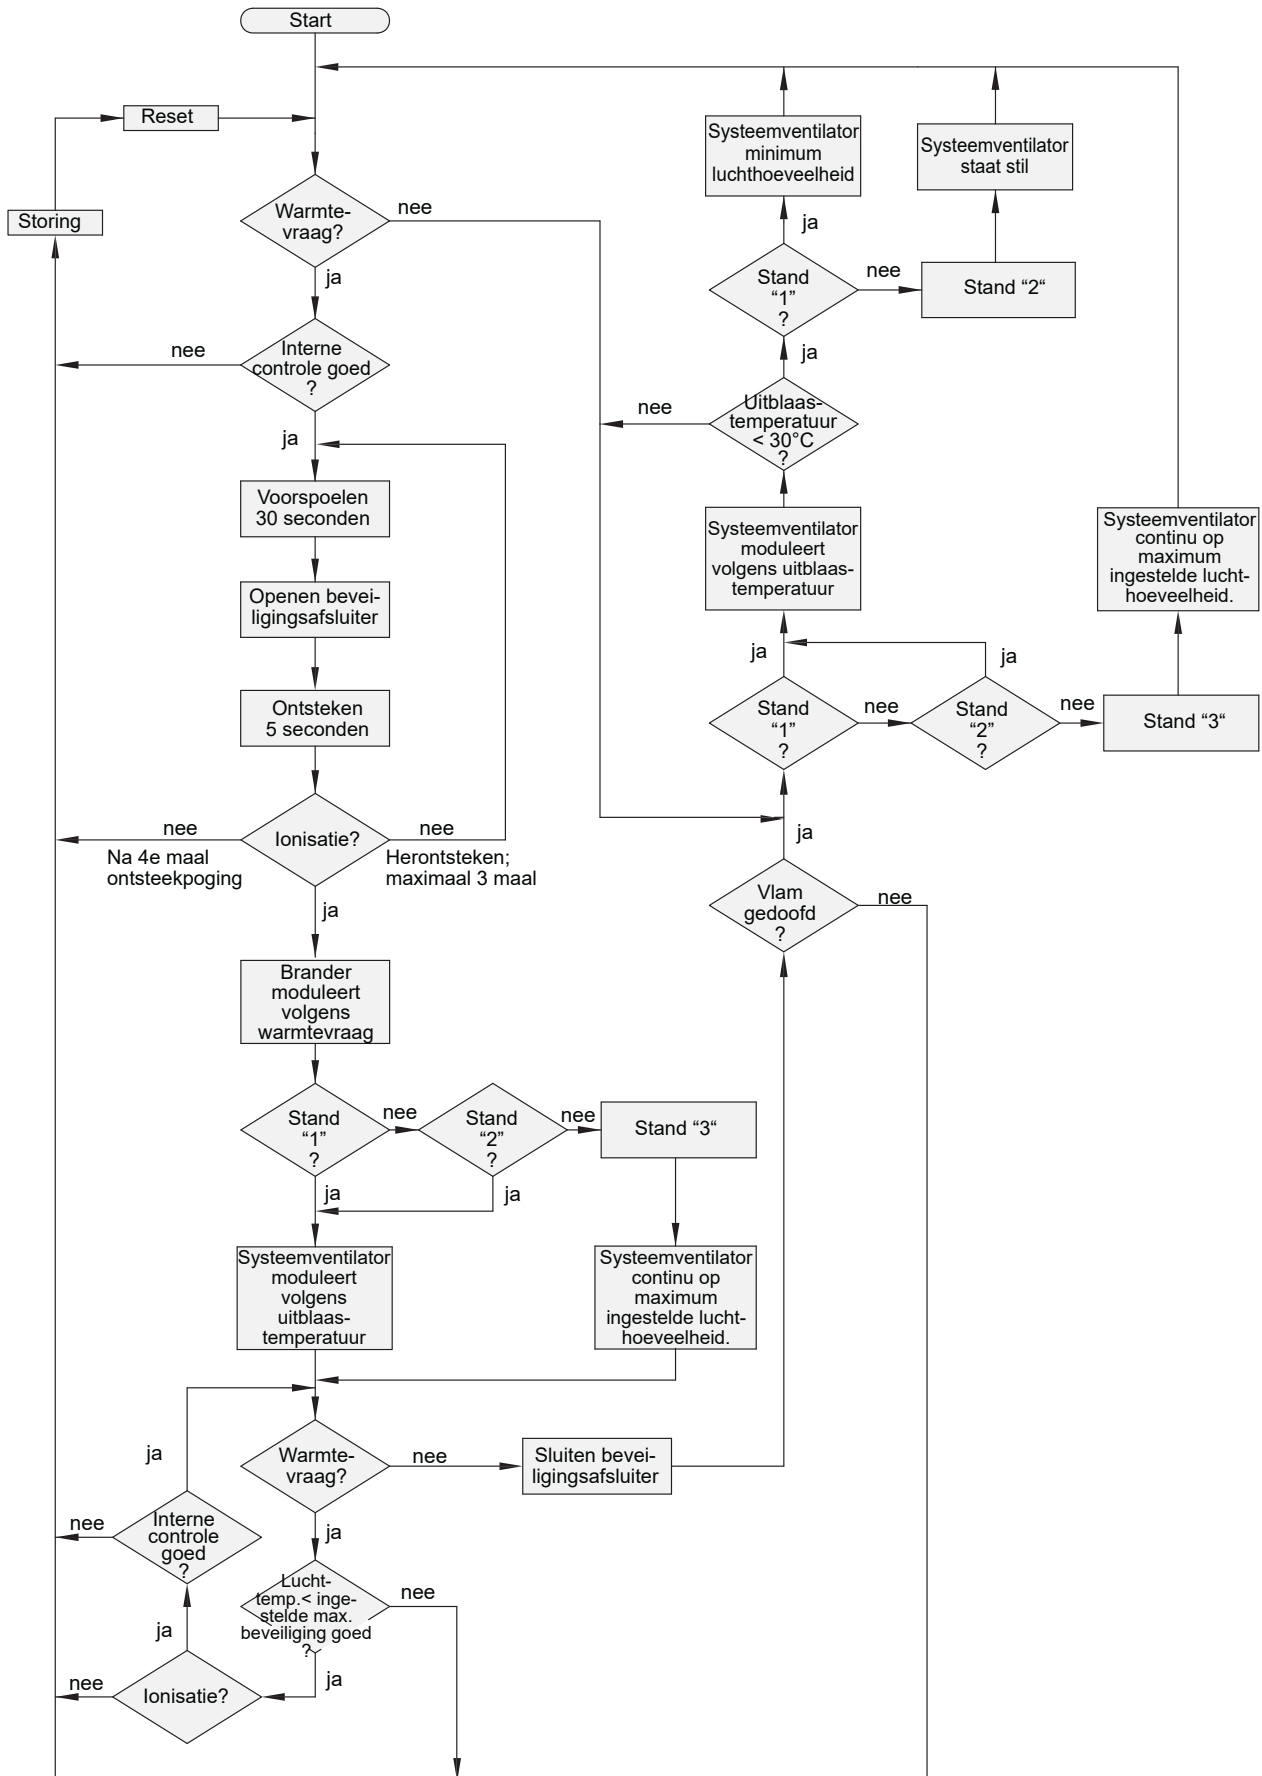 Start
Reset
Storing
Warmte-
vraag?
nee
ja
Interne
controle goed
?
nee
ja
Voorspoelen
30 seconden
Openen bevei-
ligingsafsluiter
Ontsteken
5 seconden
Ionisatie?
nee
Na 4e maal
ontsteekpoging
nee
Herontsteken;
maximaal 3 maal
ja
Brander
moduleert
volgens
warmtevraag
Stand
“1”
?
nee
ja
Stand
“2”
?
nee
ja
Stand “3“
Systeemventilator
moduleert
volgens
uitblaas-
temperatuur
Systeemventilator
continu op
maximum
ingestelde lucht-
hoeveelheid.
Warmte-
vraag?
nee
ja
Sluiten bevei-
ligingsafsluiter
Lucht-
temp.< inge-
stelde max.
beveiliging goed
?
nee
ja
Ionisatie?
nee
ja
Interne
controle
goed
?
nee
ja
Vlam
gedoofd
?
nee
ja
Stand
“1”
?
nee
ja
Stand
“2”
?
nee
ja
Stand “3“
Systeemventilator
continu op
maximum
ingestelde lucht-
hoeveelheid.
Systeemventilator
moduleert
volgens uitblaas-
temperatuur
Uitblaas-
temperatuur
< 30°C
?
nee
ja
Stand
“1”
?
nee
ja
Stand “2“
Systeemventilator
minimum
luchthoeveelheid
Systeemventilator
staat stil